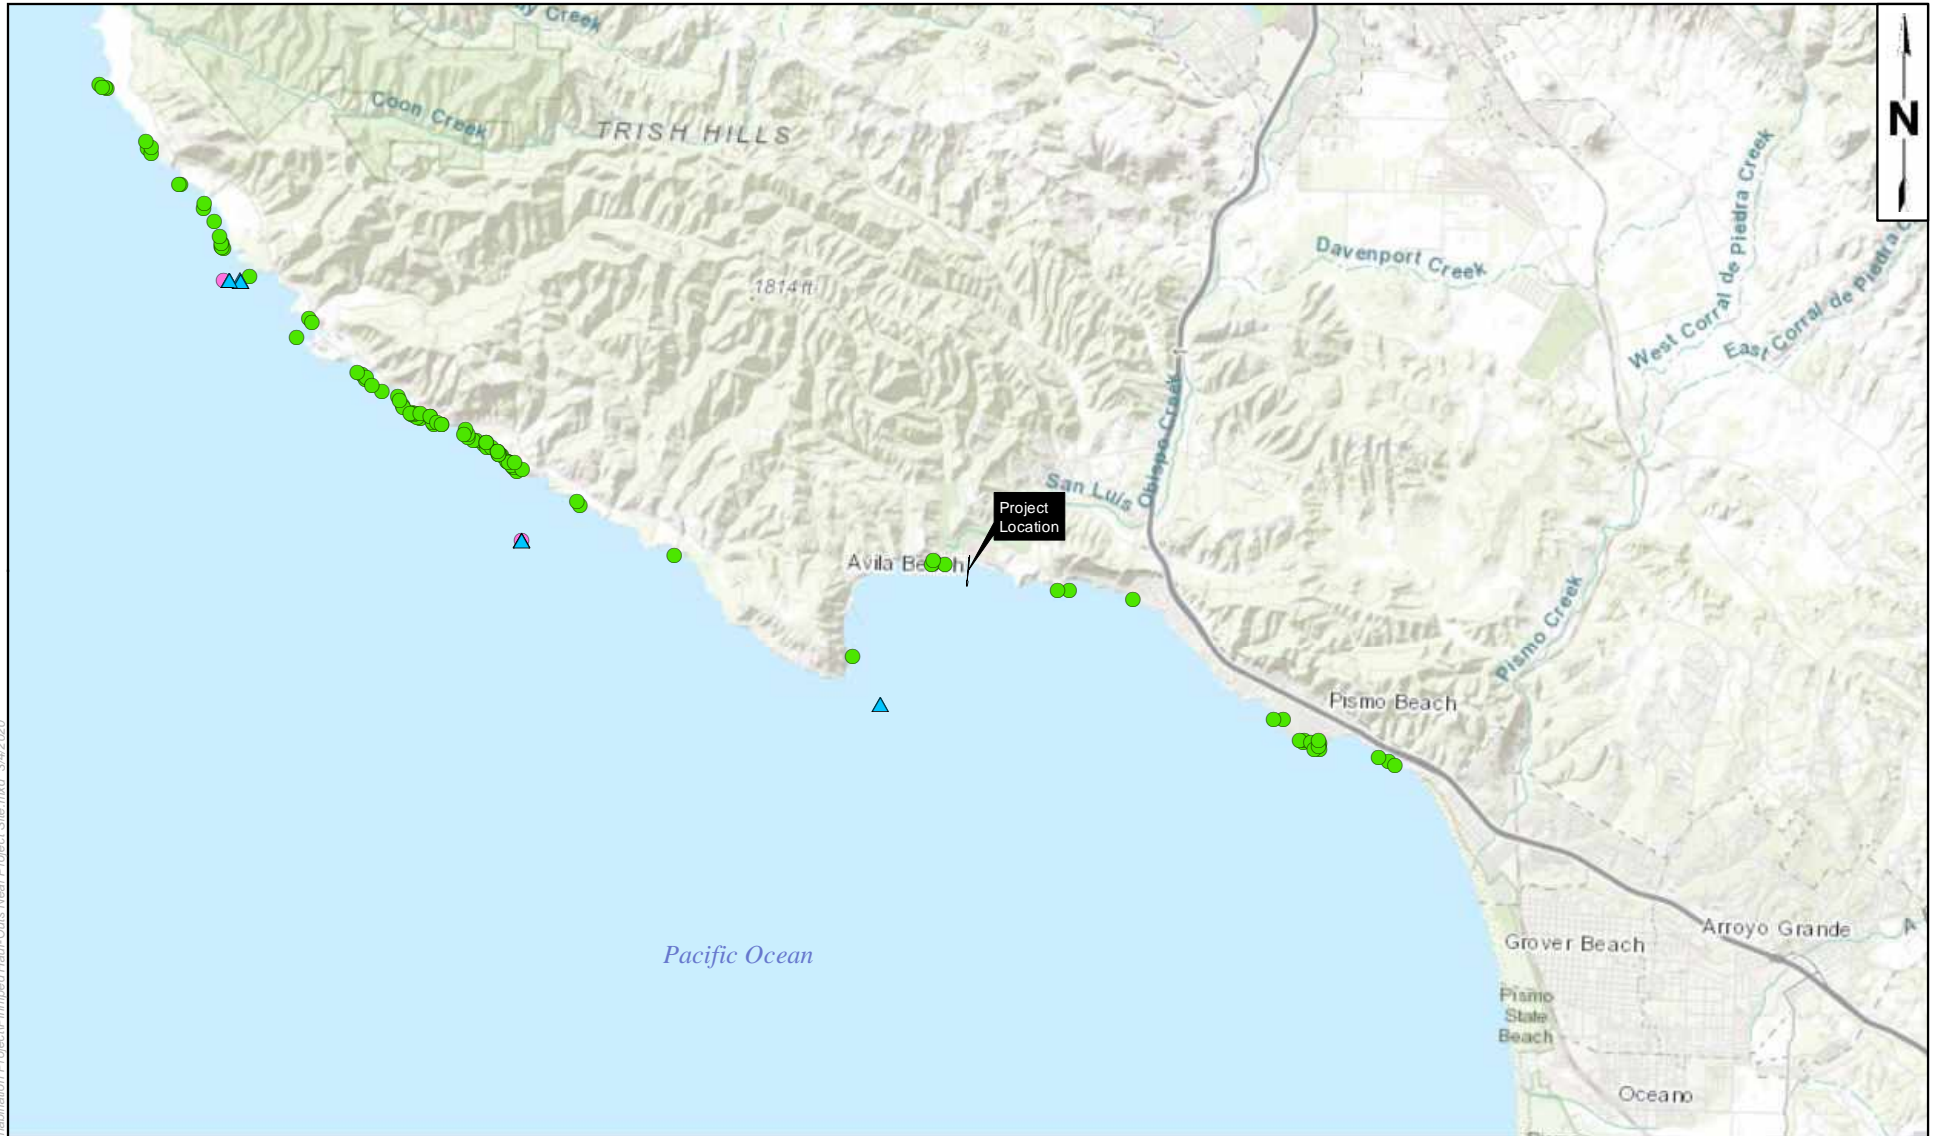 y Creek
N
Coon Creek
TRISH HILLS
West Corral de Piedra Creek
East Corral de Piedra C
Davenport Creek
1814 ft
San Luis Obispo Creek
Project
Location
Avila Beach
Pismo Creek
Pismo Beach
Arroyo Grande
A
Grover Beach
Pacific Ocean
Pismo
State
Beach
Oceano